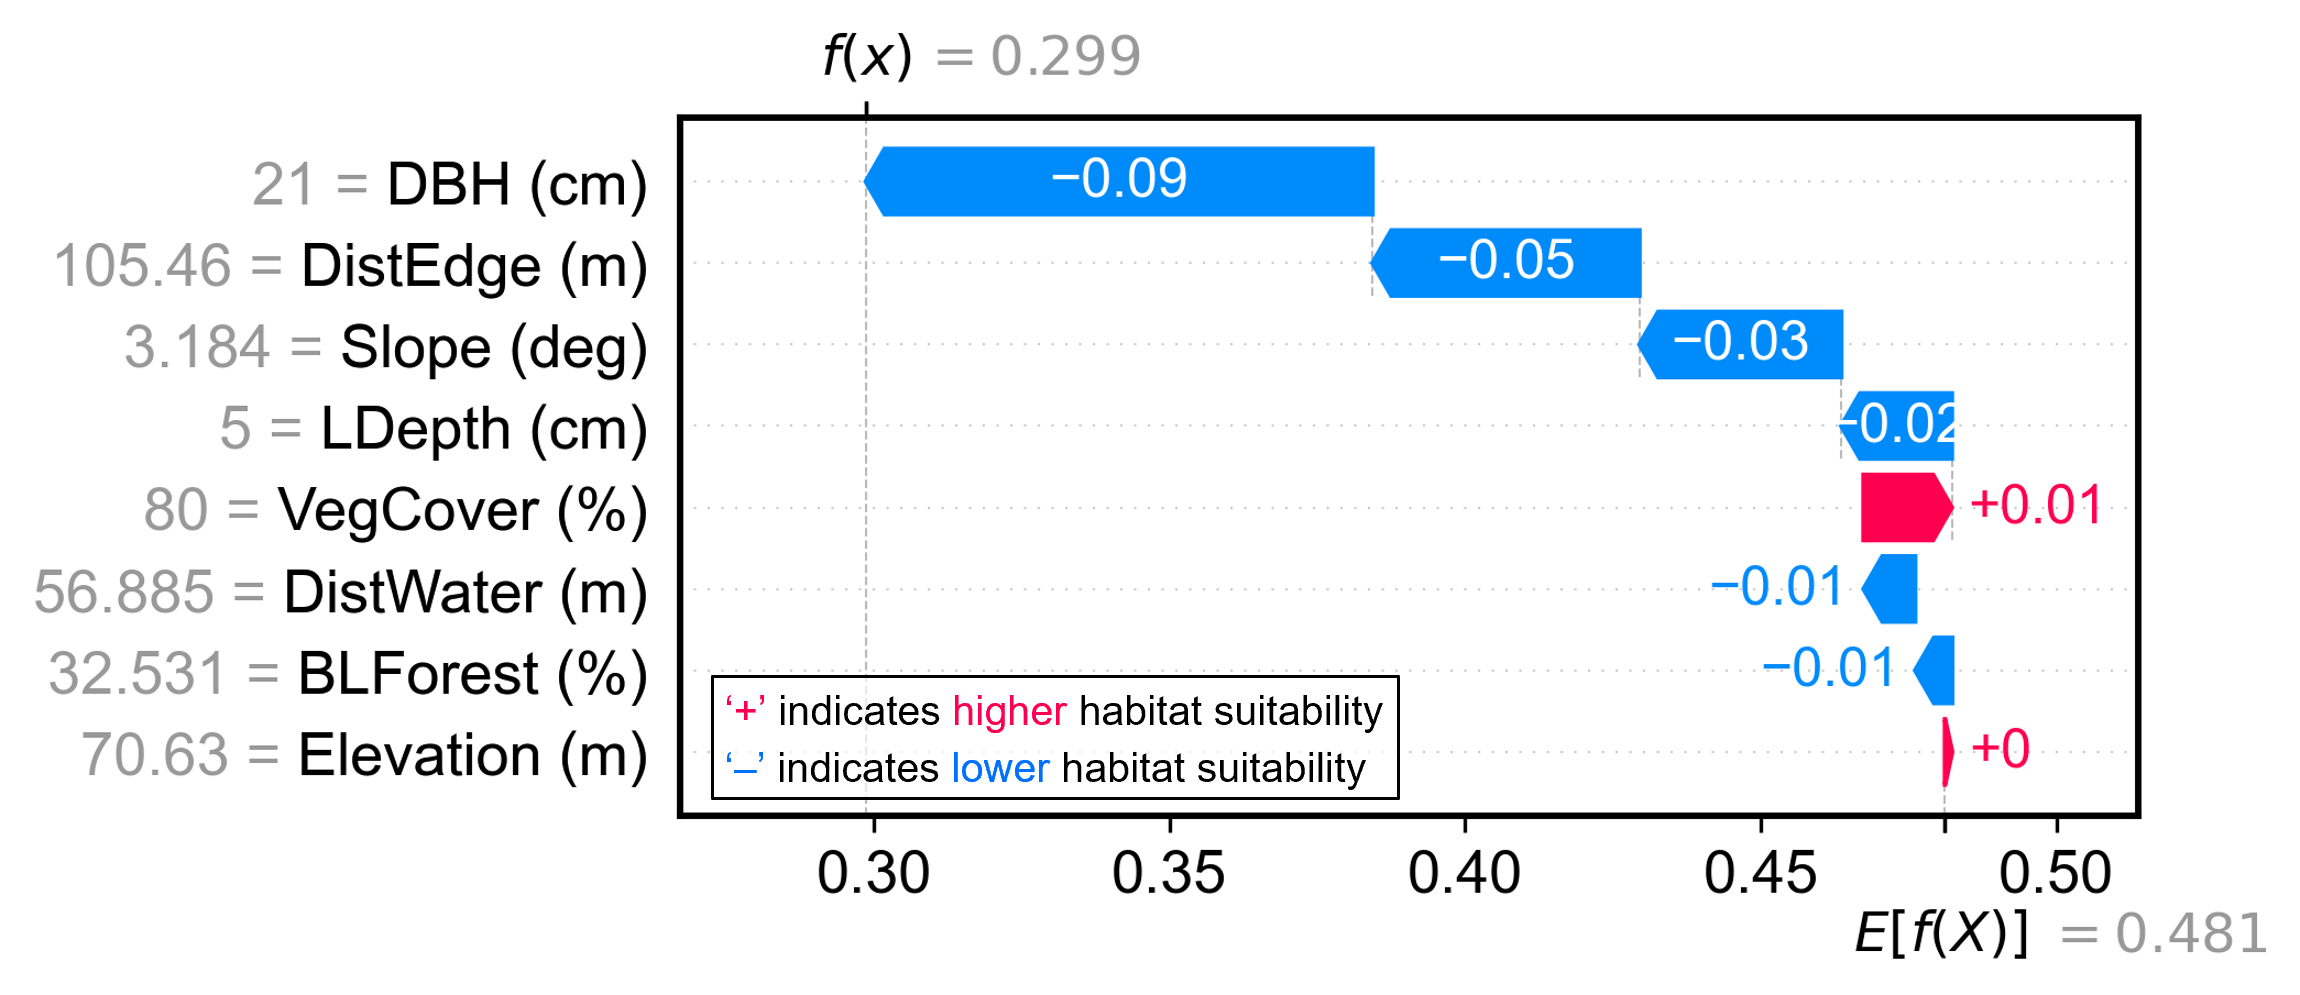 f(x) = 0.299
21 = DBH (cm)
−0.09
105.46 = DistEdge (m)
−0.05
3.184 = Slope (deg)
−0.03
5 = LDepth (cm)
−0.02
80 = VegCover (%)
+0.01
56.885 = DistWater (m)
−0.01
32.531 = BLForest (%)
−0.01
70.63 = Elevation (m)
+0
‘+’ indicates higher habitat suitability
‘–’ indicates lower habitat suitability
0.30 0.35 0.40 0.45 0.50
E[f(X)] = 0.481